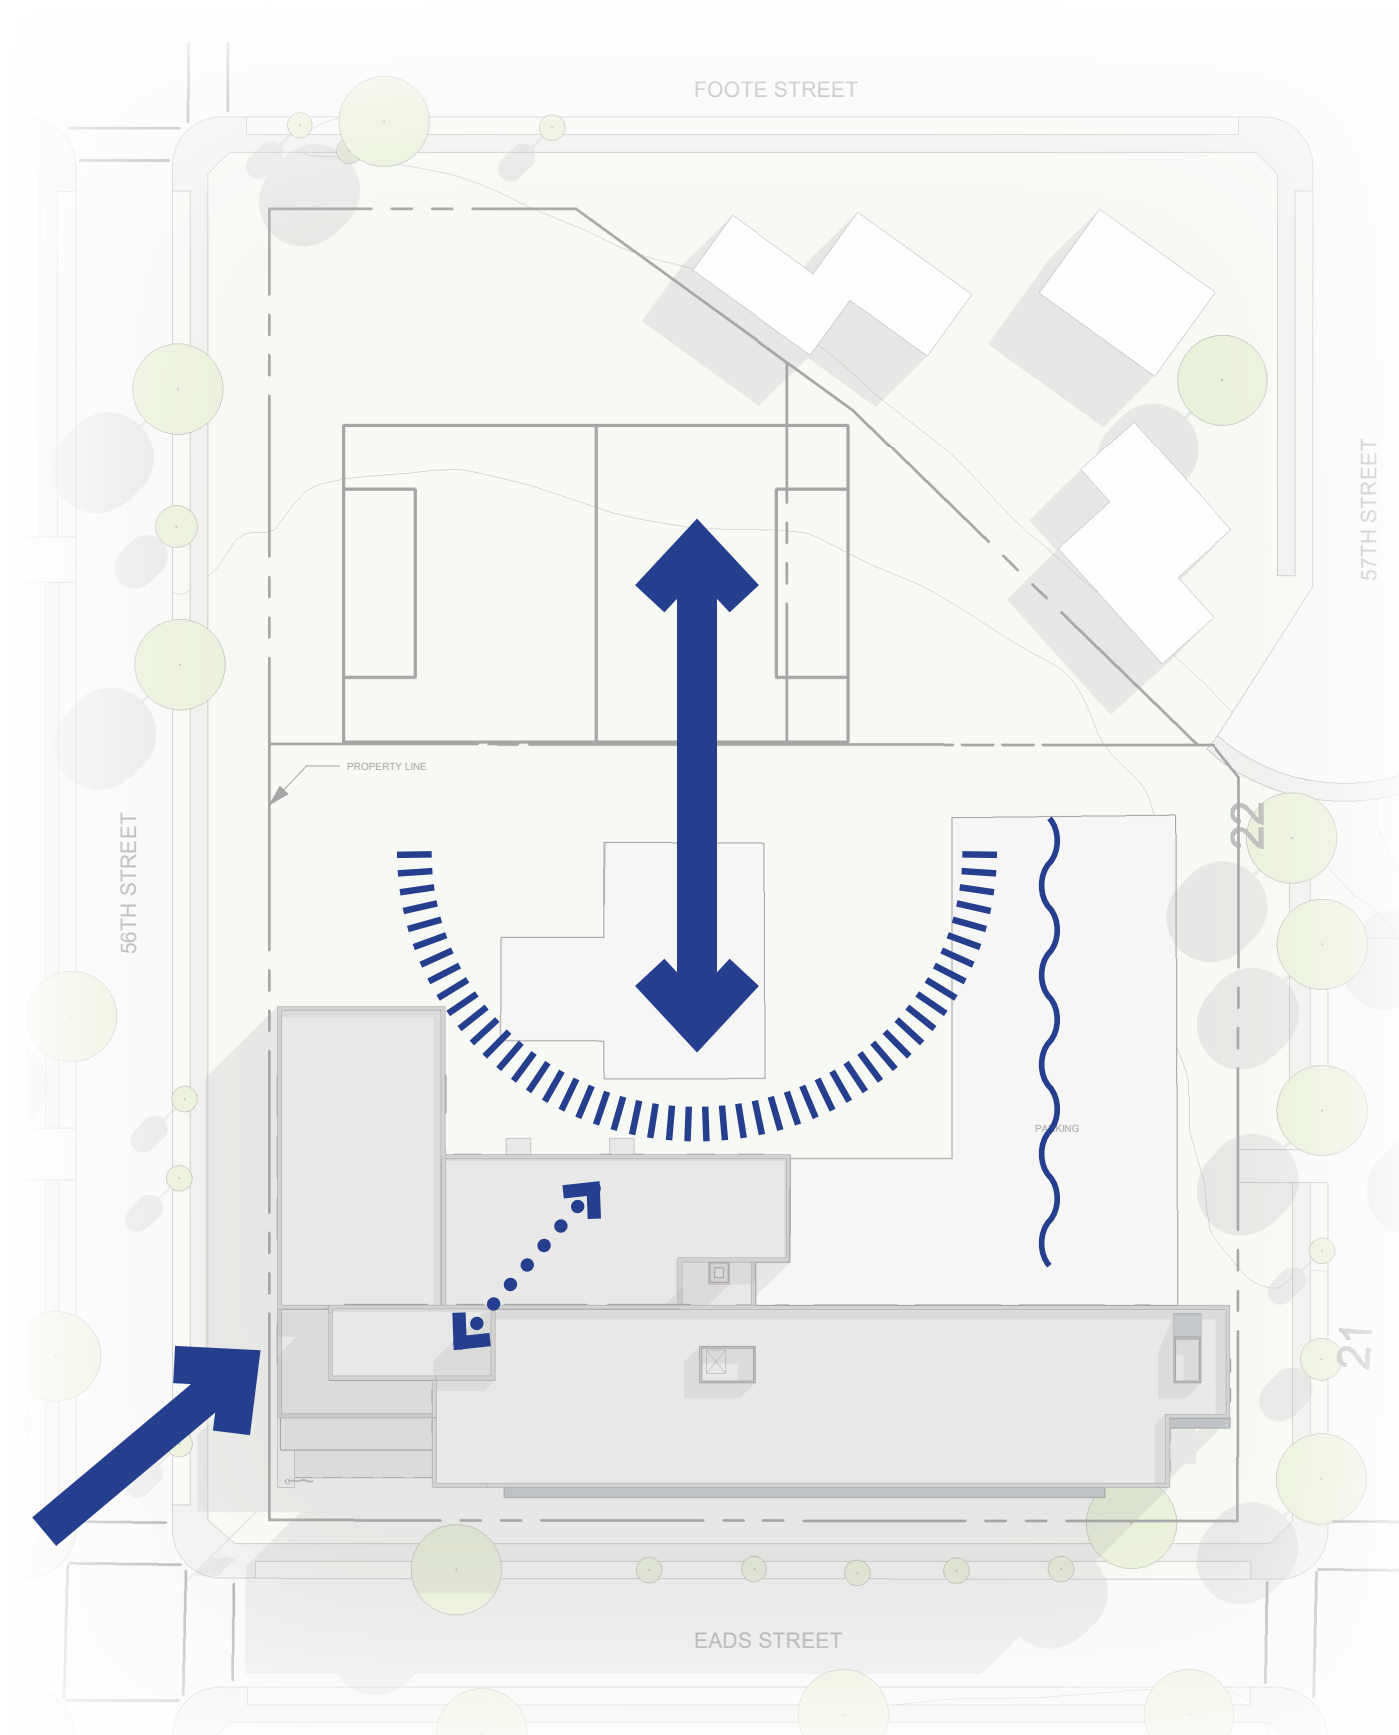 FOOTE STREET
57TH STREET
PROPERTY LINE
22
56TH STREET
PARKING
21
EADS STREET